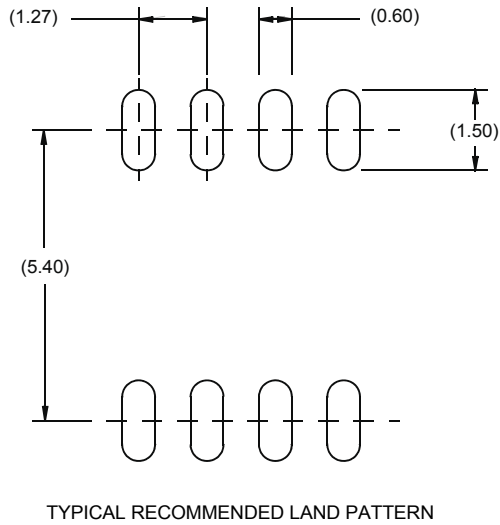 (1.27)
(0.60)
(1.50)
(5.40)
TYPICAL RECOMMENDED LAND PATTERN